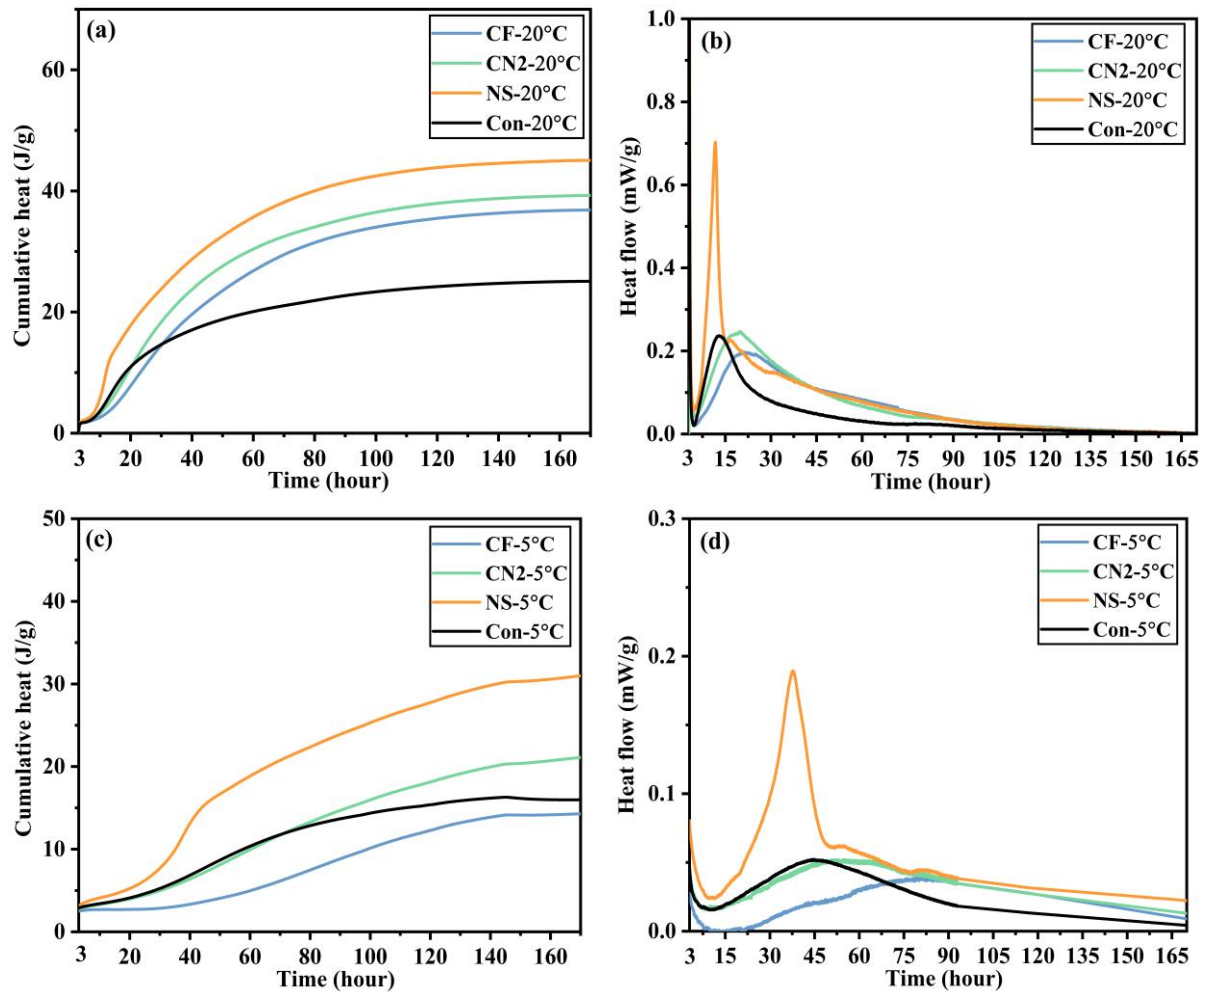 (a)
CF-20°C
CN2-20°C
NS-20°C
Con-20°C
Cumulative heat (J/g)
60
40
20
0
3 20 40 60 80 100 120 140 160
Time (hour)
(b)
CF-20°C
CN2-20°C
NS-20°C
Con-20°C
Heat flow (mW/g)
1.0
0.8
0.6
0.4
0.2
0.0
3 15 30 45 60 75 90 105 120 135 150 165
Time (hour)
(c)
CF-5°C
CN2-5°C
NS-5°C
Con-5°C
Cumulative heat (J/g)
50
40
30
20
10
0
3 20 40 60 80 100 120 140 160
Time (hour)
(d)
CF-5°C
CN2-5°C
NS-5°C
Con-5°C
Heat flow (mW/g)
0.3
0.2
0.1
0.0
3 15 30 45 60 75 90 105 120 135 150 165
Time (hour)